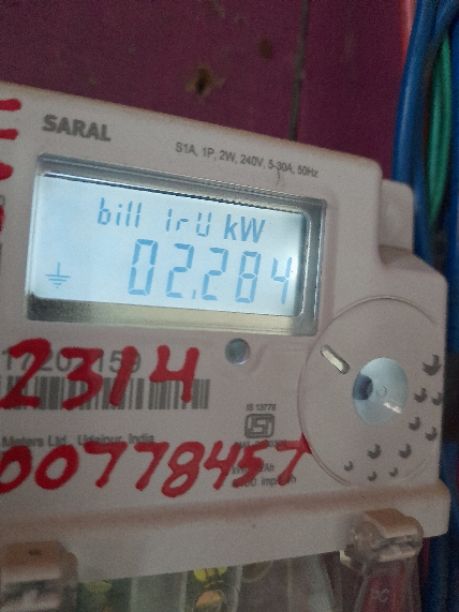 SARAL
S1A, 1P, 2W, 240V, 5-30A, 50Hz
bill 1rU kW
02.284
2314
Meters Ltd., Udaipur, India
IS 13779
00778457